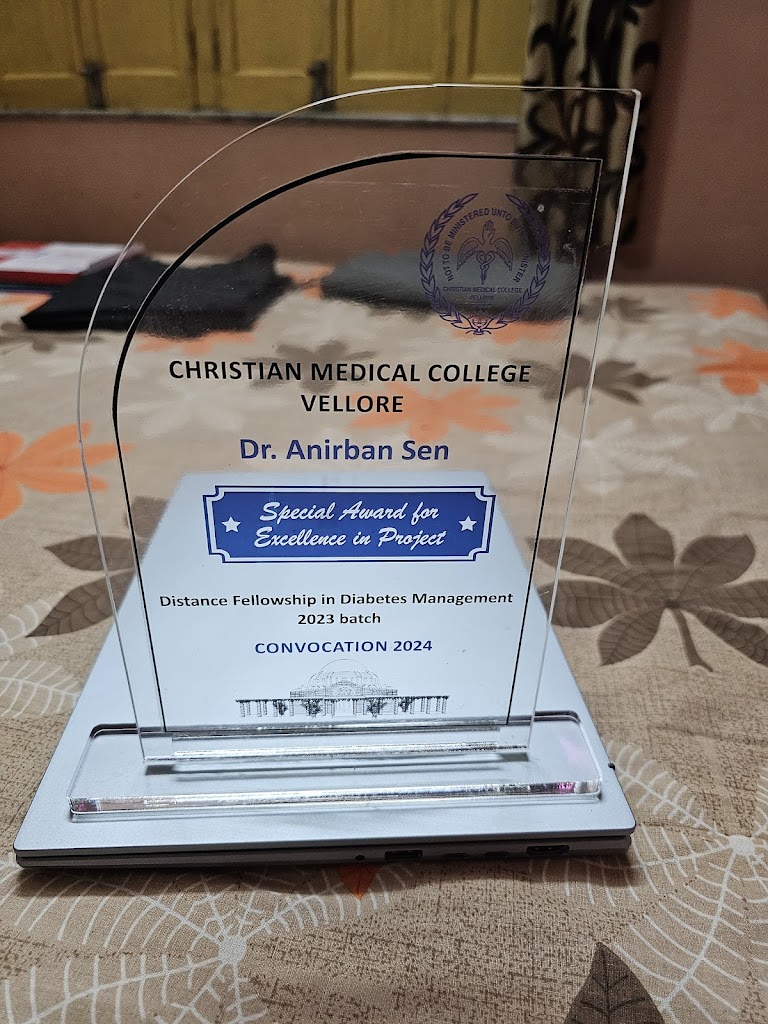 NOT TO BE MINISTERED UNTO BUT TO MINISTER
CHRISTIAN MEDICAL COLLEGE
VELLORE
CHRISTIAN MEDICAL COLLEGE
VELLORE
Dr. Anirban Sen
Special Award for
Excellence in Project
Distance Fellowship in Diabetes Management
2023 batch
CONVOCATION 2024